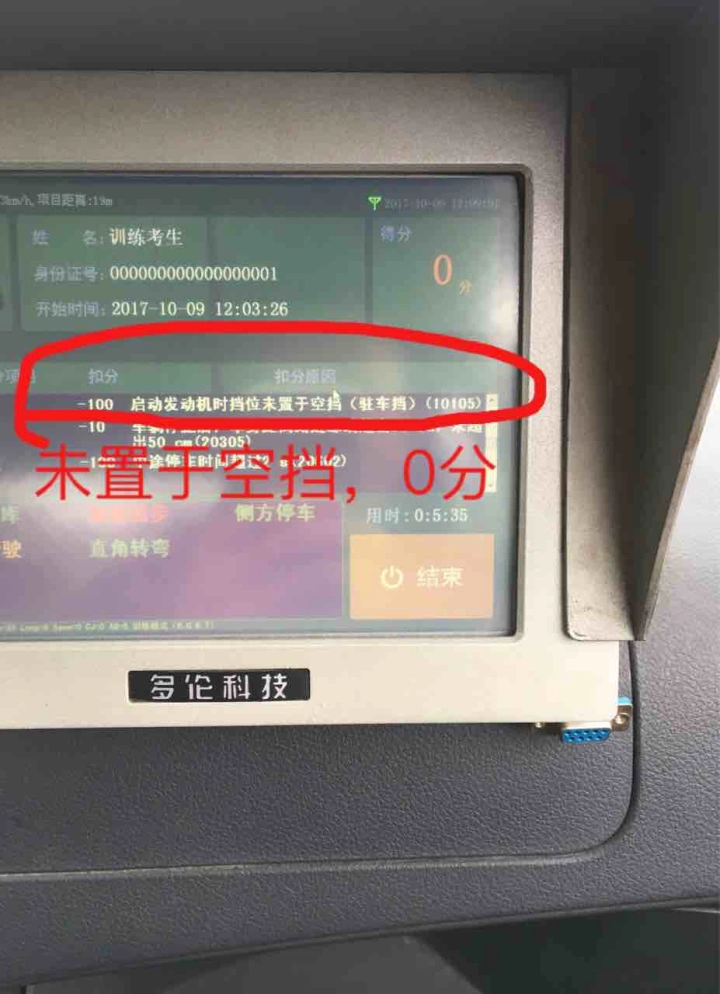 3km/h,项目距离:19m 2017-10-09
姓 名: 训练考生 得分
身份证号: 000000000000000001 0分
开始时间: 2017-10-09 12:03:26
扣分 扣分原因
-100 启动发动机时挡位未置于空挡（驻车挡）(10105)
-10
出50 cm(20305)
未置于空挡，0分
库 侧方停车 用时: 0:5:35
驶 直角转弯
结束
多伦科技